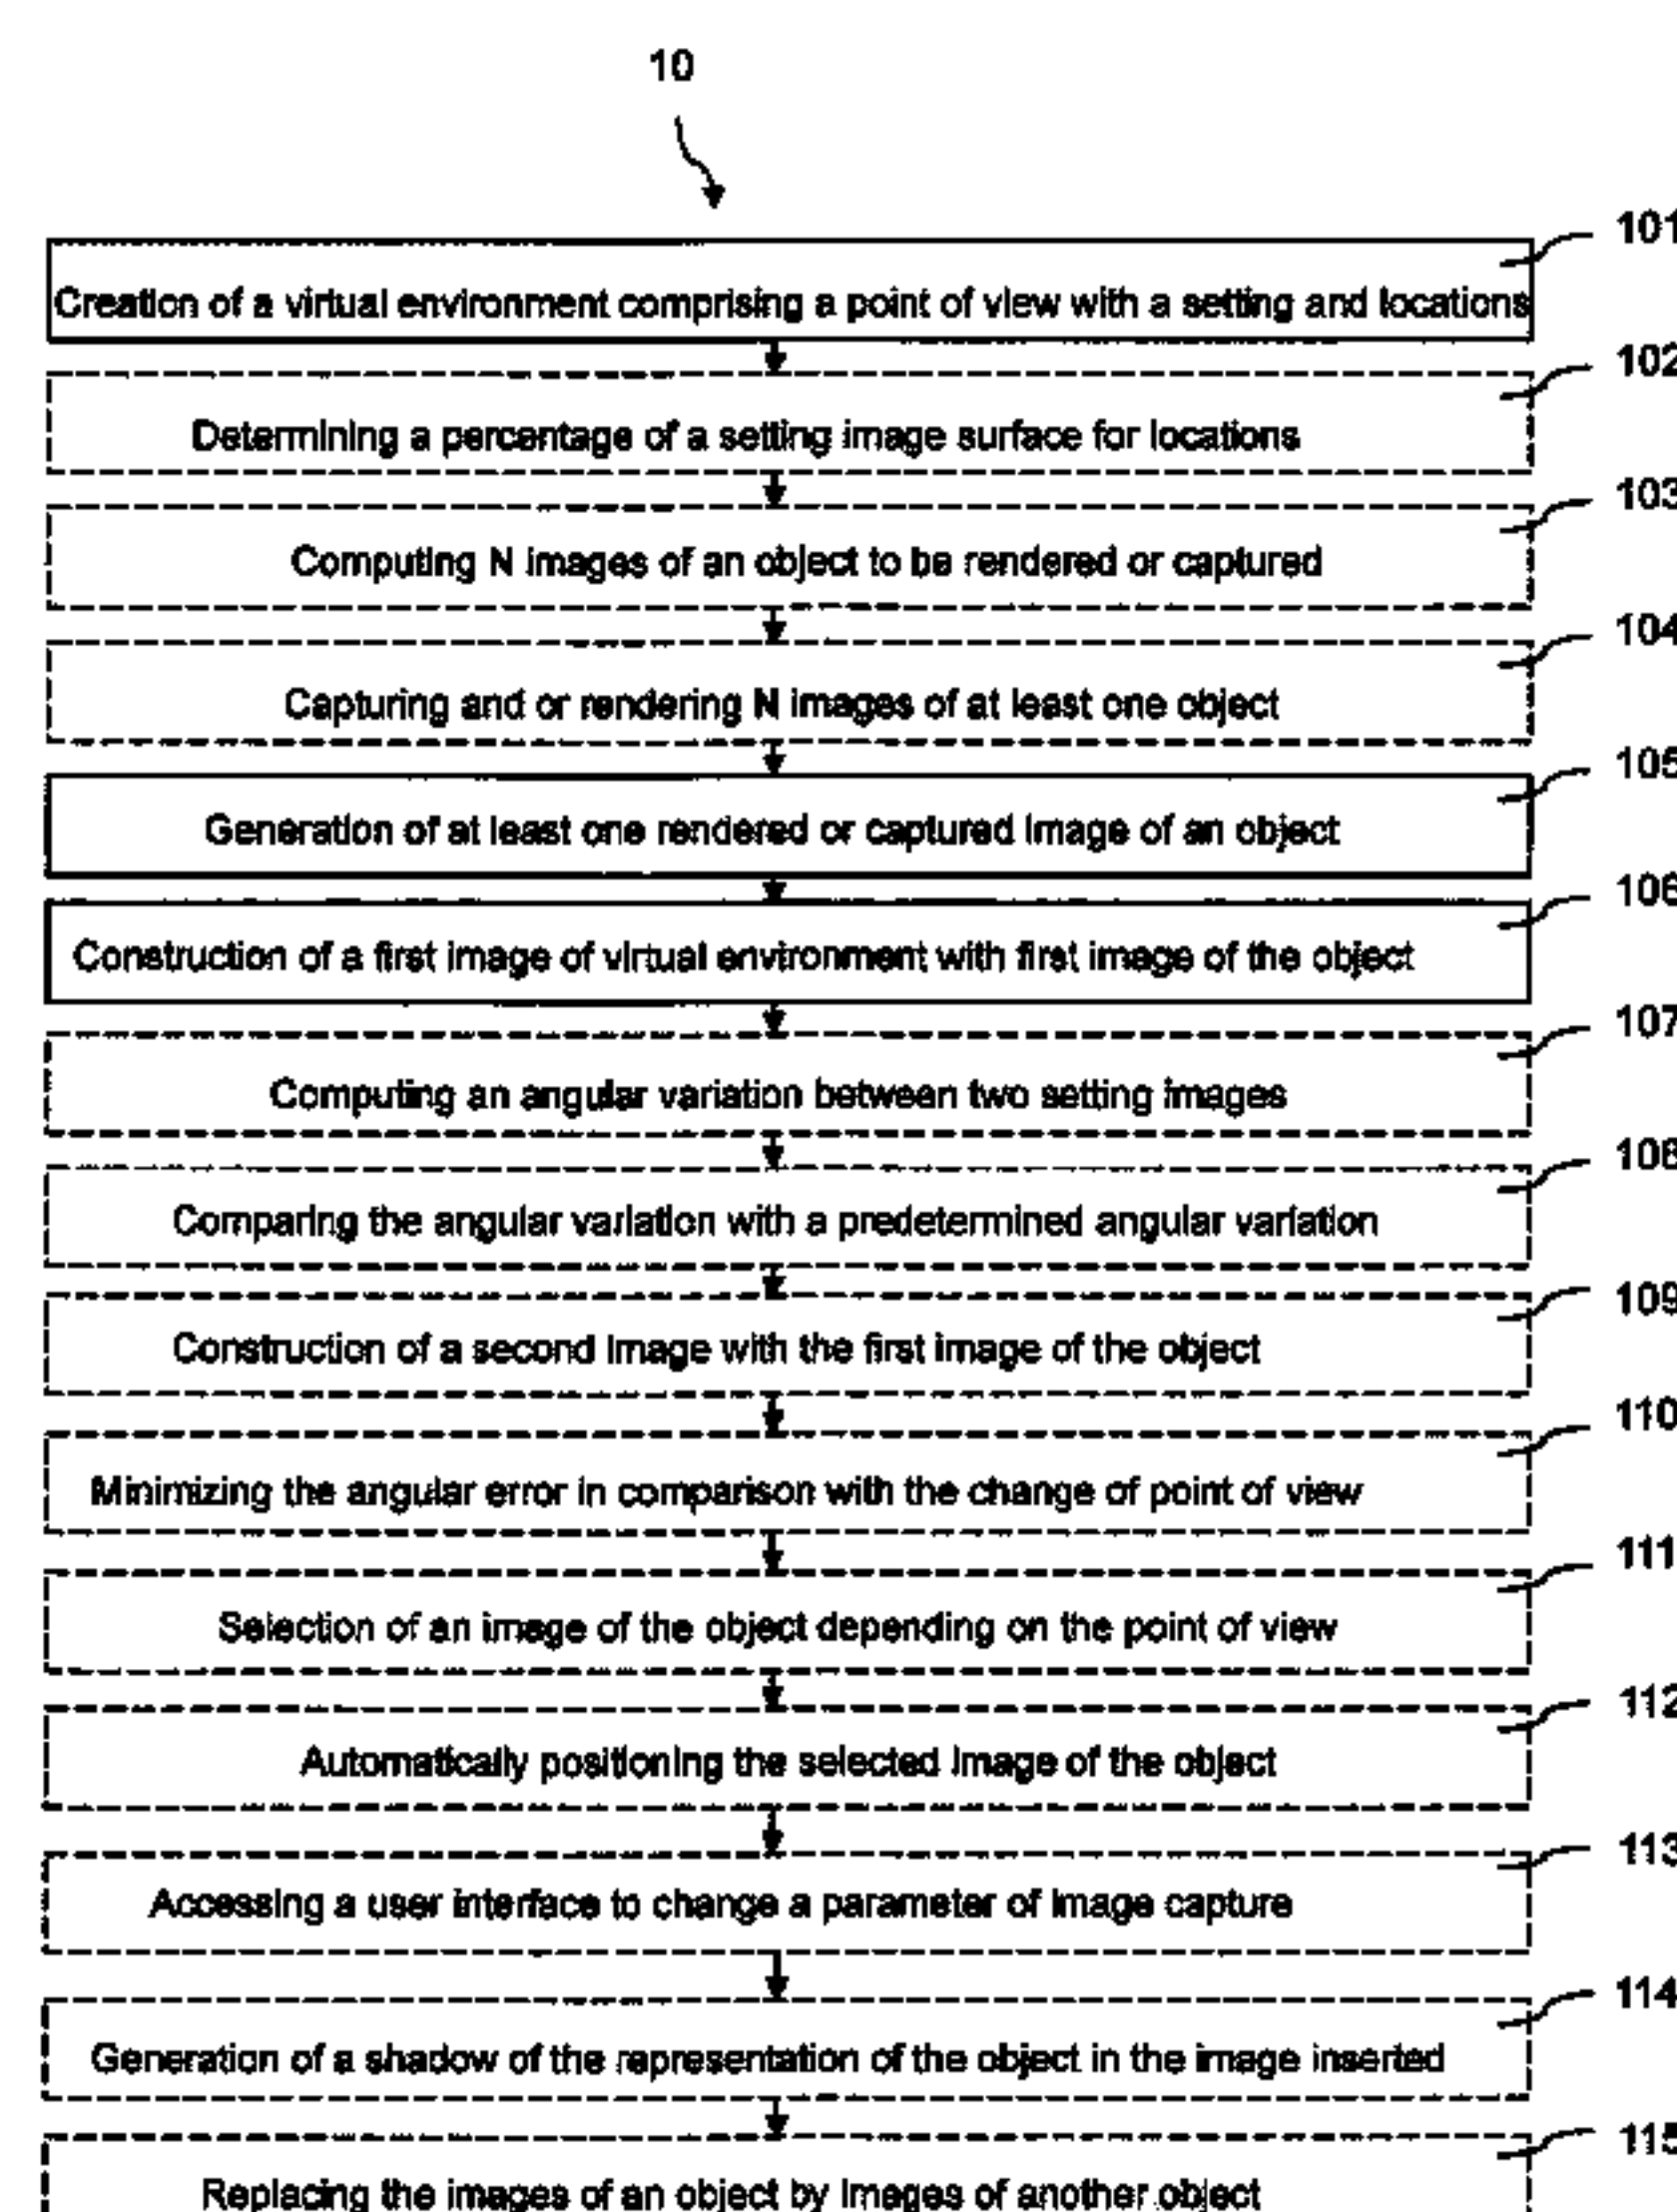 10
101
Creation of a virtual environment comprising a point of view with a setting and locations
102
Determining a percentage of a setting image surface for locations
103
Computing N images of an object to be rendered or captured
104
Capturing and or rendering N images of at least one object
105
Generation of at least one rendered or captured image of an object
106
Construction of a first image of virtual environment with first image of the object
107
Computing an angular variation between two setting images
108
Comparing the angular variation with a predetermined angular variation
109
Construction of a second image with the first image of the object
110
Minimizing the angular error in comparison with the change of point of view
111
Selection of an image of the object depending on the point of view
112
Automatically positioning the selected image of the object
113
Accessing a user interface to change a parameter of image capture
114
Generation of a shadow of the representation of the object in the image inserted
115
Replacing the images of an object by images of another object